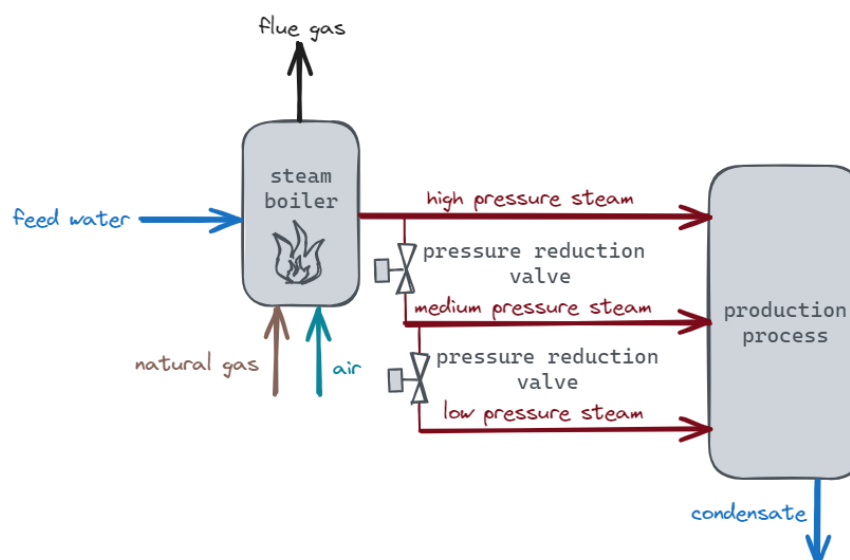 flue gas
steam
boiler
feed water
high pressure steam
pressure reduction
valve
medium pressure steam
production
process
natural gas
air
pressure reduction
valve
low pressure steam
condensate